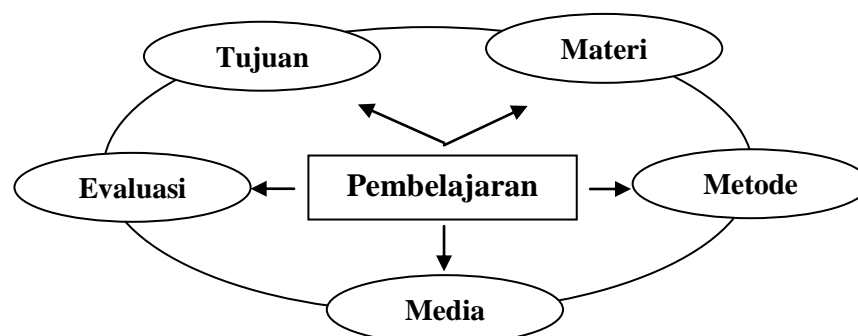 Tujuan
Materi
Evaluasi
Pembelajaran
Metode
Media